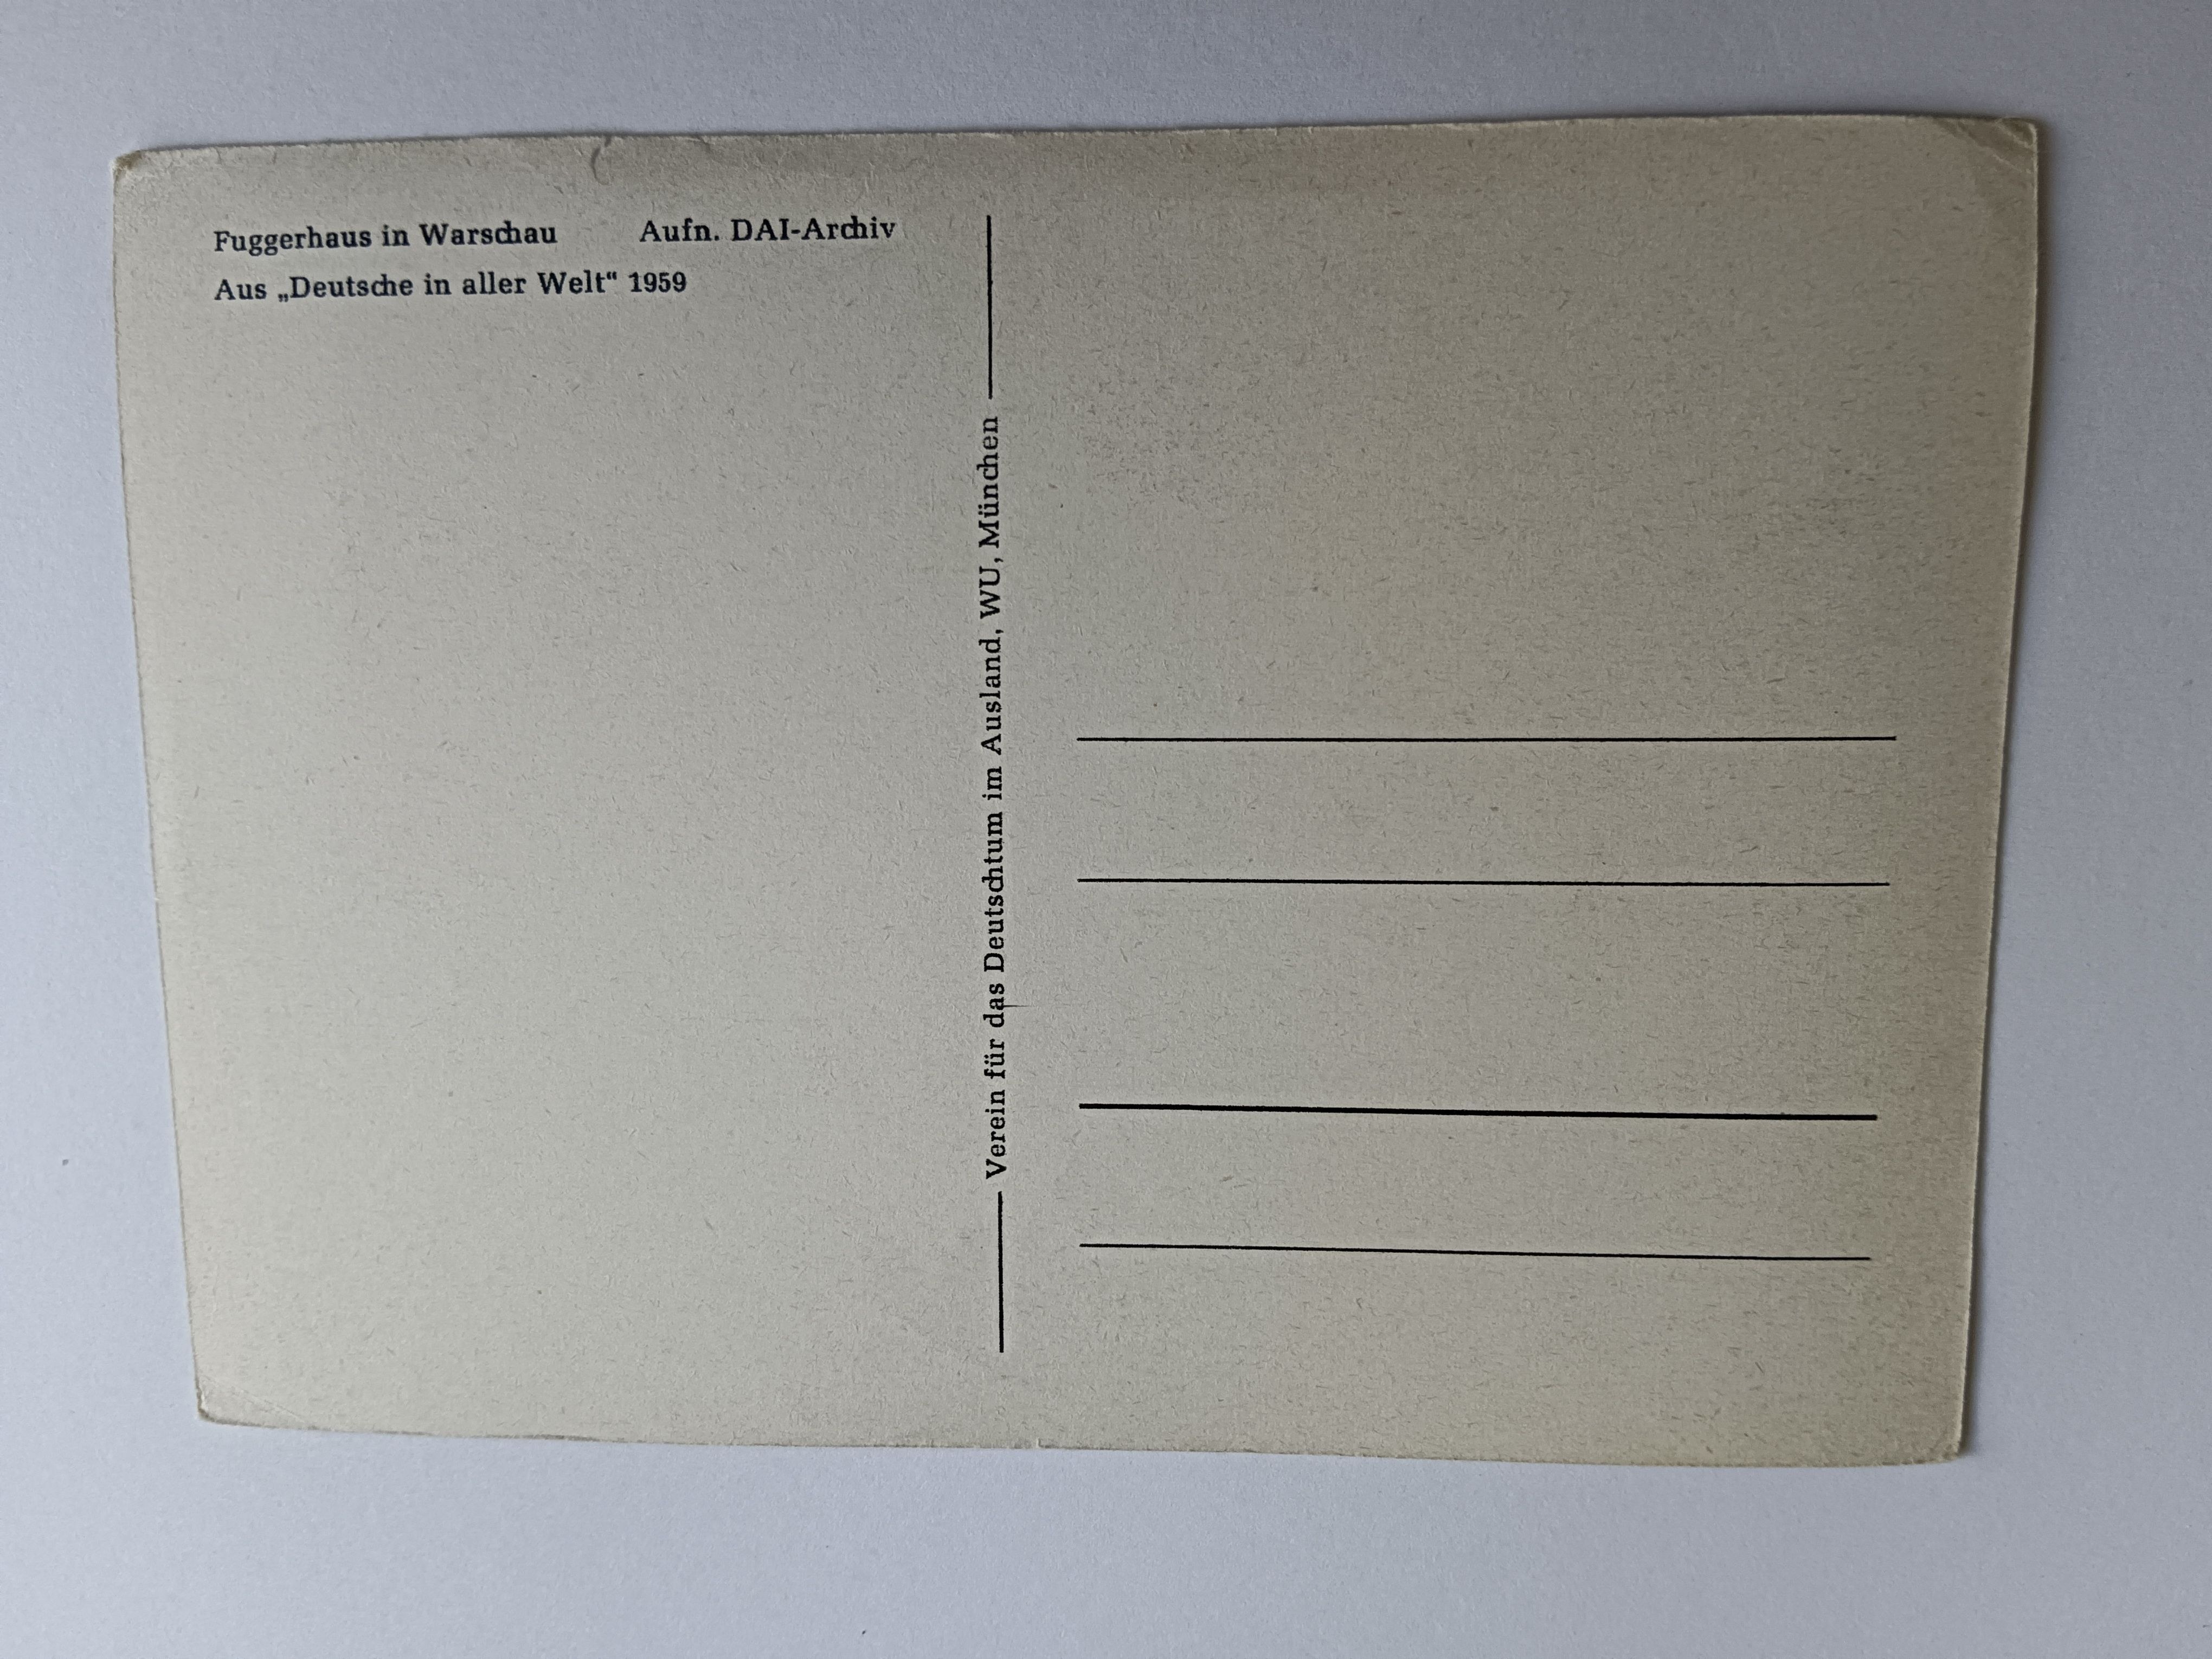 Fuggerhaus in Warschau Aufn. DAI-Archiv
Aus „Deutsche in aller Welt“ 1959
Verein für das Deutschtum im Ausland, WU, München